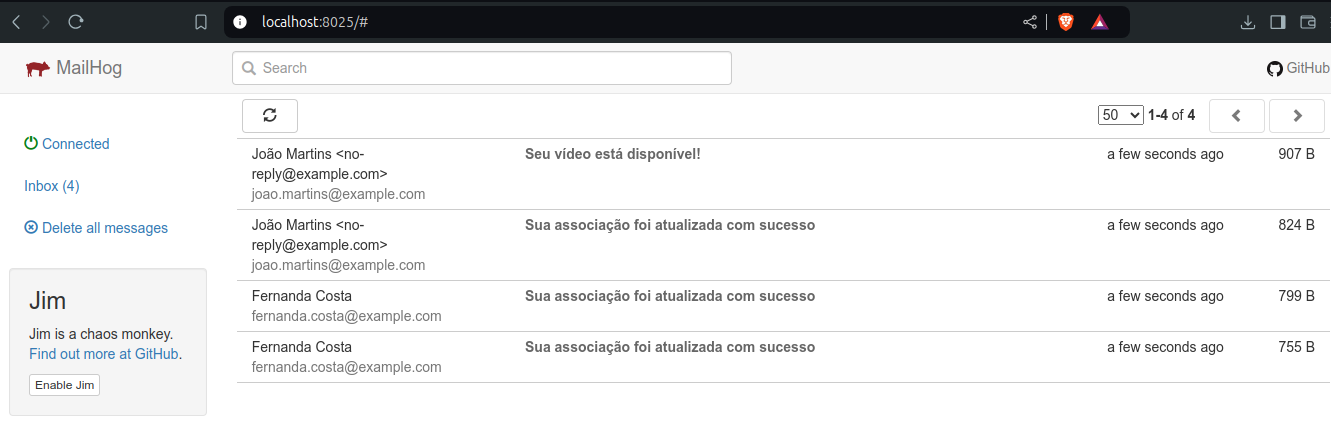 localhost:8025/#
MailHog
Search
GitHub
50 1-4 of 4
Connected
Inbox (4)
Delete all messages
Jim
Jim is a chaos monkey.
Find out more at GitHub.
Enable Jim
João Martins <no-
reply@example.com>
joao.martins@example.com
Seu vídeo está disponível!
a few seconds ago
907 B
João Martins <no-
reply@example.com>
joao.martins@example.com
Sua associação foi atualizada com sucesso
a few seconds ago
824 B
Fernanda Costa
fernanda.costa@example.com
Sua associação foi atualizada com sucesso
a few seconds ago
799 B
Fernanda Costa
fernanda.costa@example.com
Sua associação foi atualizada com sucesso
a few seconds ago
755 B